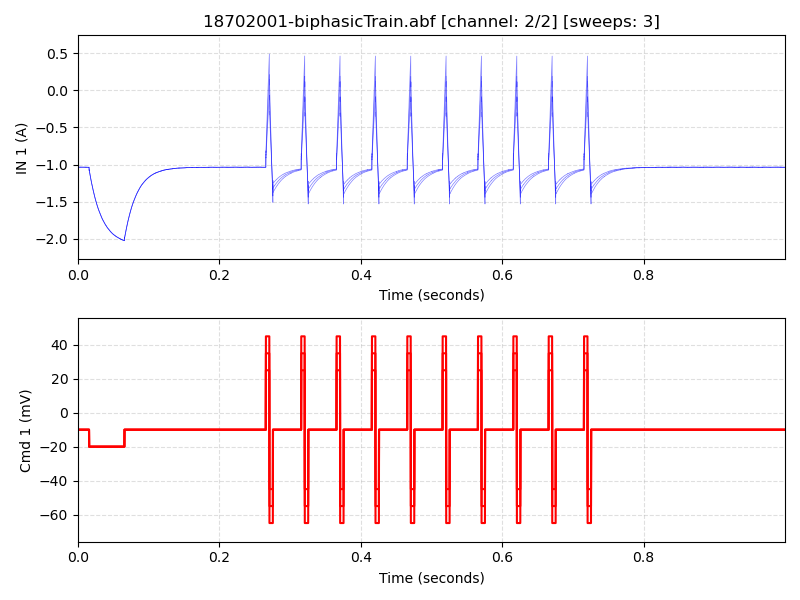 18702001-biphasicTrain.abf [channel: 2/2] [sweeps: 3]
IN 1 (A)
0.5
0.0
−0.5
−1.0
−1.5
−2.0
0.0 0.2 0.4 0.6 0.8
Time (seconds)
Cmd 1 (mV)
40
20
0
−20
−40
−60
0.0 0.2 0.4 0.6 0.8
Time (seconds)